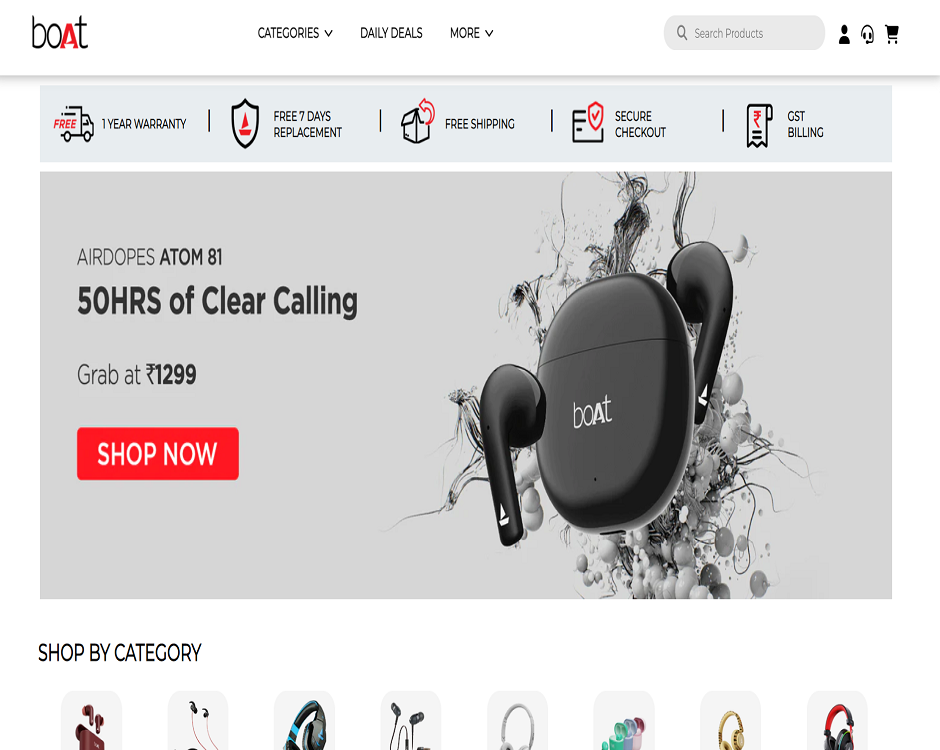 boAt
CATEGORIES
DAILY DEALS
MORE
Search Products
FREE
1 YEAR WARRANTY
FREE 7 DAYS
REPLACEMENT
FREE SHIPPING
SECURE
CHECKOUT
₹
GST
BILLING
AIRDOPES ATOM 81
50HRS of Clear Calling
Grab at ₹1299
SHOP NOW
boAt
SHOP BY CATEGORY
boAt